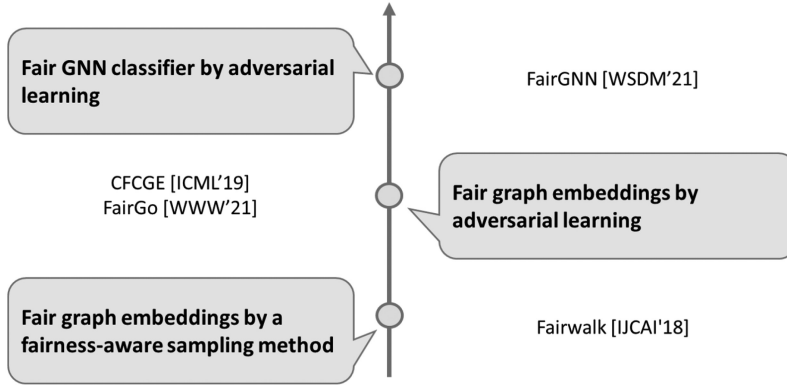 Fair GNN classifier by adversarial
learning
FairGNN [WSDM’21]
CFCGE [ICML’19]
FairGo [WWW’21]
Fair graph embeddings by
adversarial learning
Fair graph embeddings by a
fairness-aware sampling method
Fairwalk [IJCAI'18]